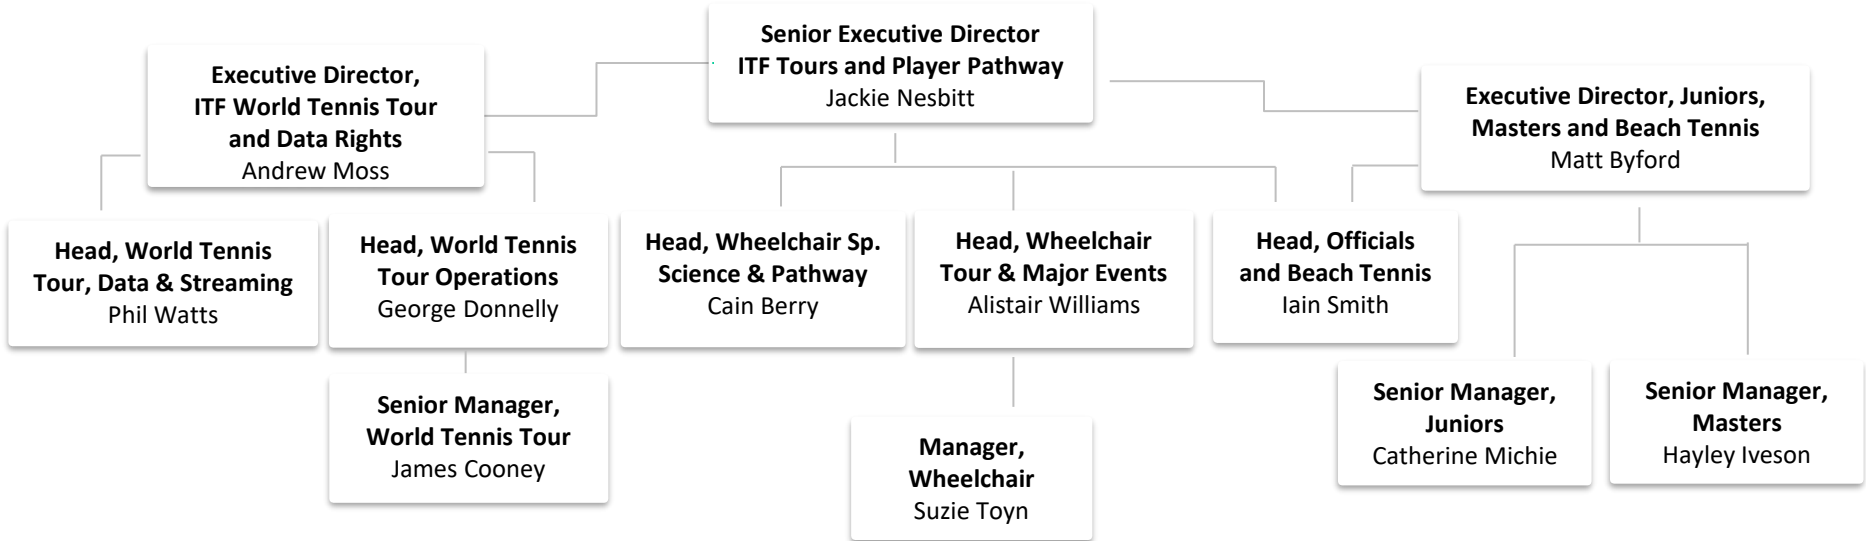 Senior Executive Director
ITF Tours and Player Pathway
Jackie Nesbitt
Executive Director,
ITF World Tennis Tour
and Data Rights
Andrew Moss
Executive Director, Juniors,
Masters and Beach Tennis
Matt Byford
Head, World Tennis
Tour, Data & Streaming
Phil Watts
Head, World Tennis
Tour Operations
George Donnelly
Head, Wheelchair Sp.
Science & Pathway
Cain Berry
Head, Wheelchair
Tour & Major Events
Alistair Williams
Head, Officials
and Beach Tennis
Iain Smith
Senior Manager,
World Tennis Tour
James Cooney
Manager,
Wheelchair
Suzie Toyn
Senior Manager,
Juniors
Catherine Michie
Senior Manager,
Masters
Hayley Iveson